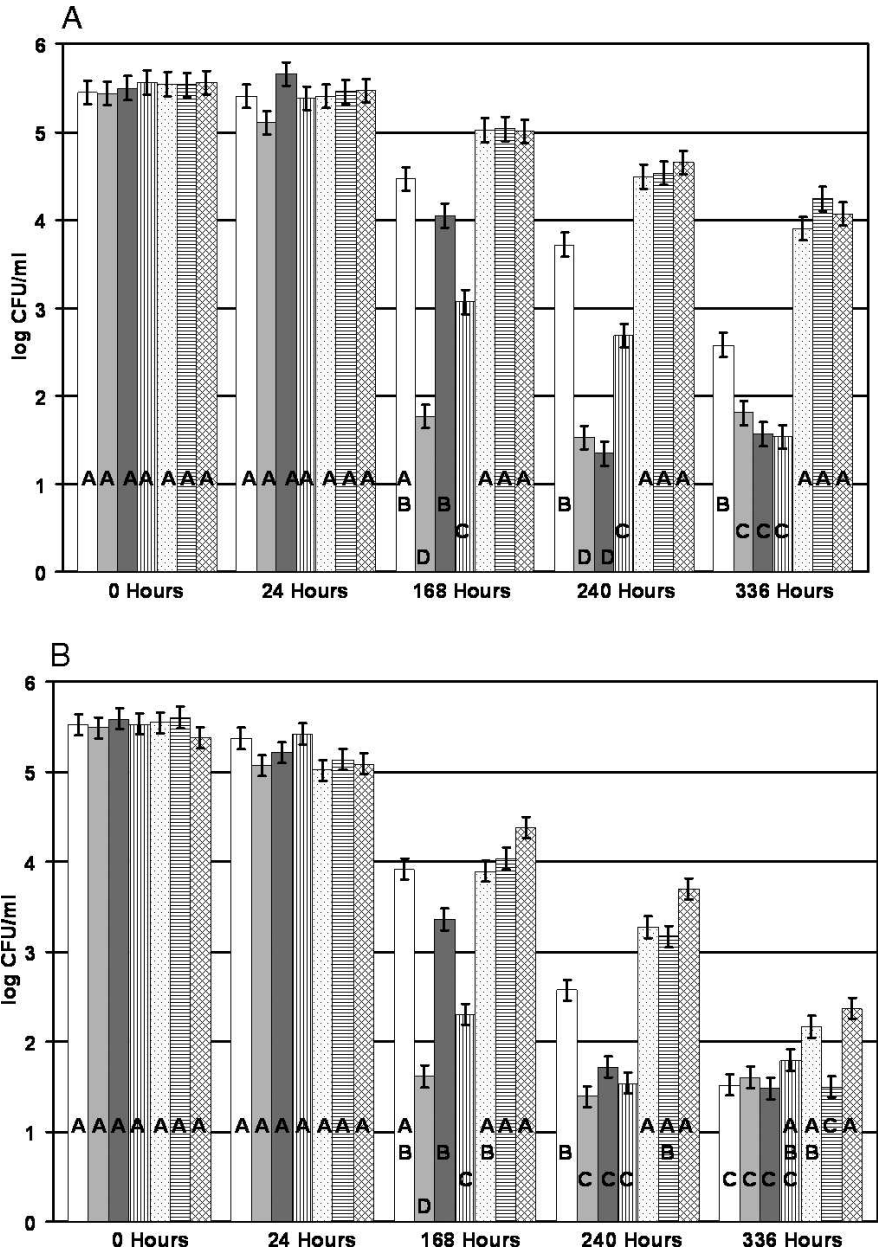 A
6
5
4
3
2
1
0
log CFU/ml
A A A A A A A A A A A A A A A A A A A A A A A A
B B B B
C C C C C
D D D
0 Hours 24 Hours 168 Hours 240 Hours 336 Hours
B
6
5
4
3
2
1
0
log CFU/ml
A A A A A A A A A A A A A A A A A A A A A A A C A
B B B B B B B
C C C C C C C C
D
0 Hours 24 Hours 168 Hours 240 Hours 336 Hours